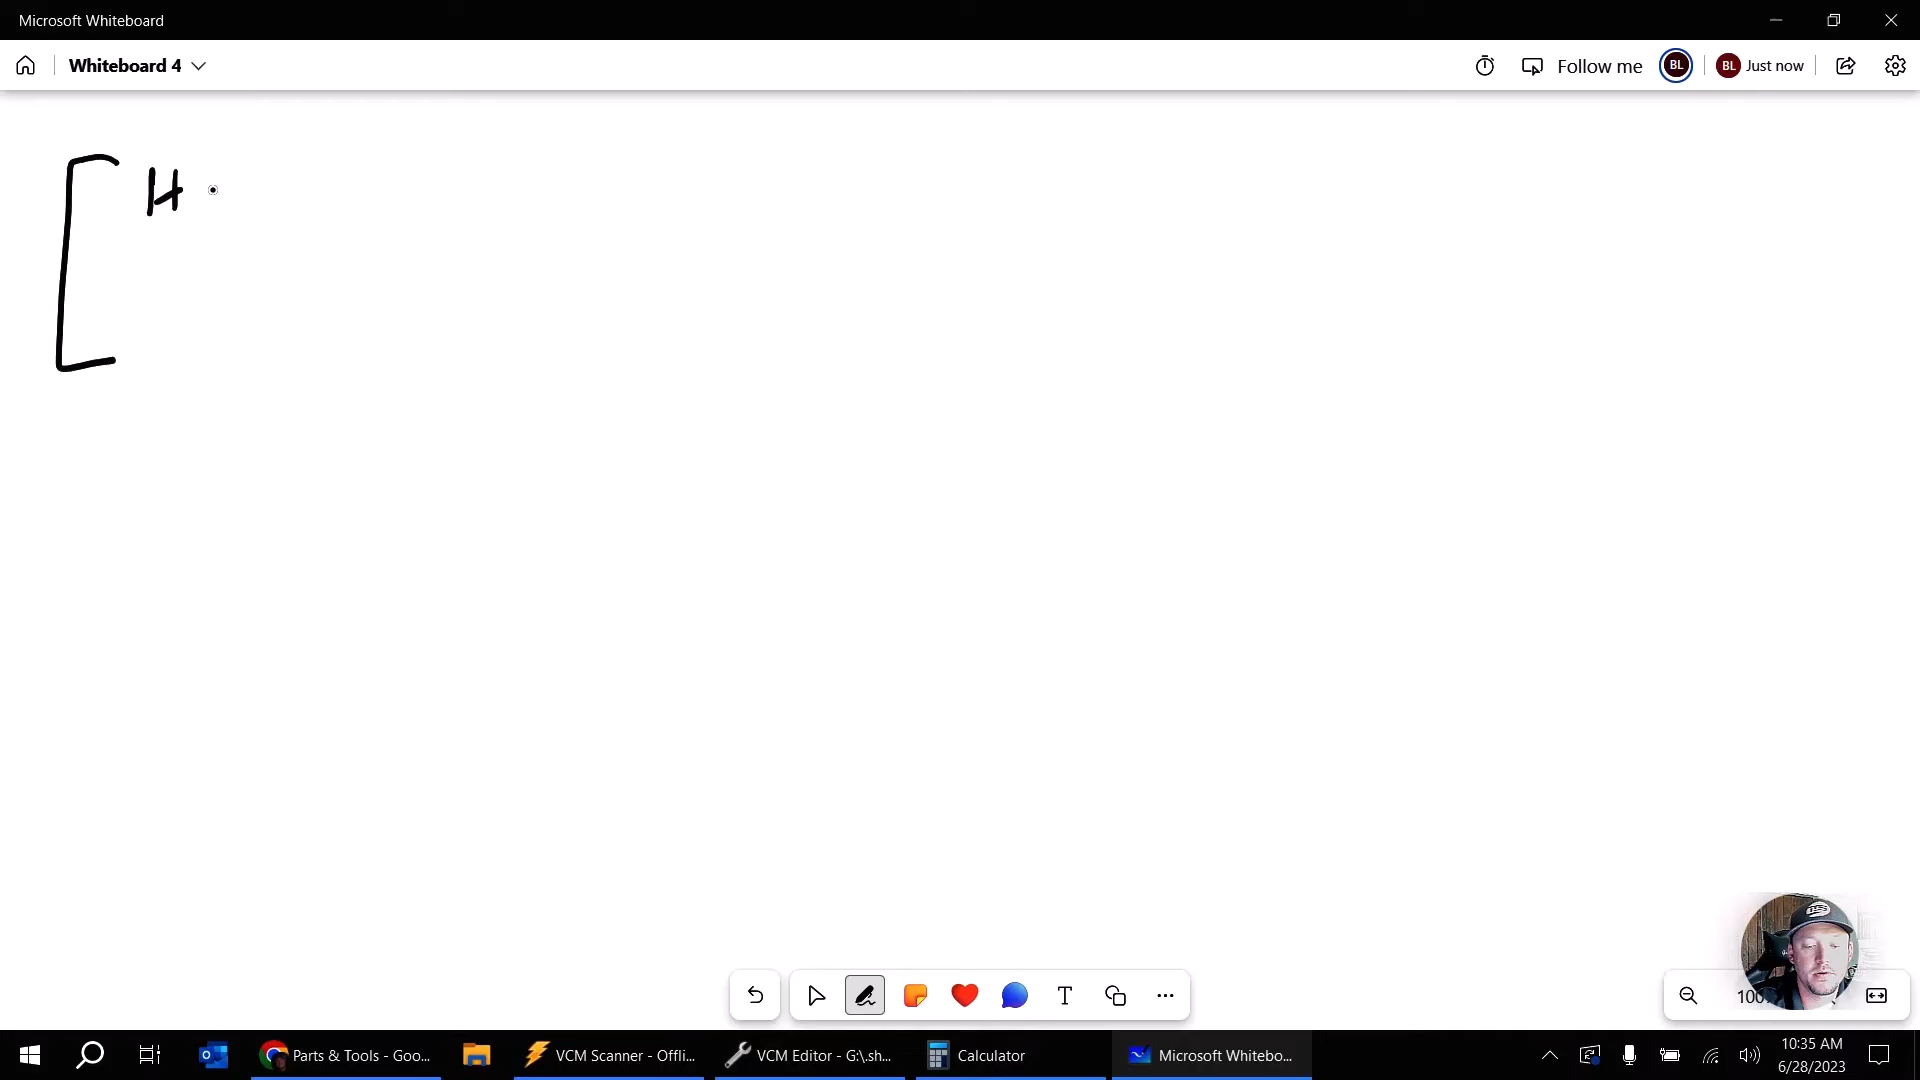 Microsoft Whiteboard
Whiteboard 4
Follow me
BL
BL
Just now
[ H
T
100
Parts & Tools - Goo...
VCM Scanner - Offli...
VCM Editor - G:\.sh...
Calculator
Microsoft Whitebo...
10:35 AM
6/28/2023